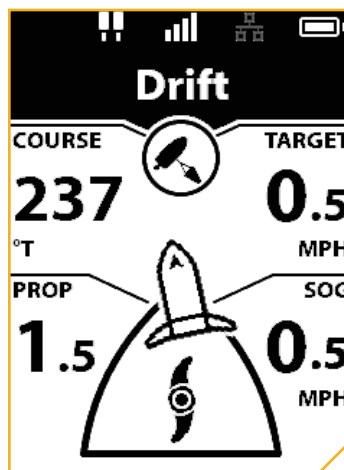 Drift
COURSE
237
°T
TARGET
0.5
MPH
PROP
1.5
SOG
0.5
MPH